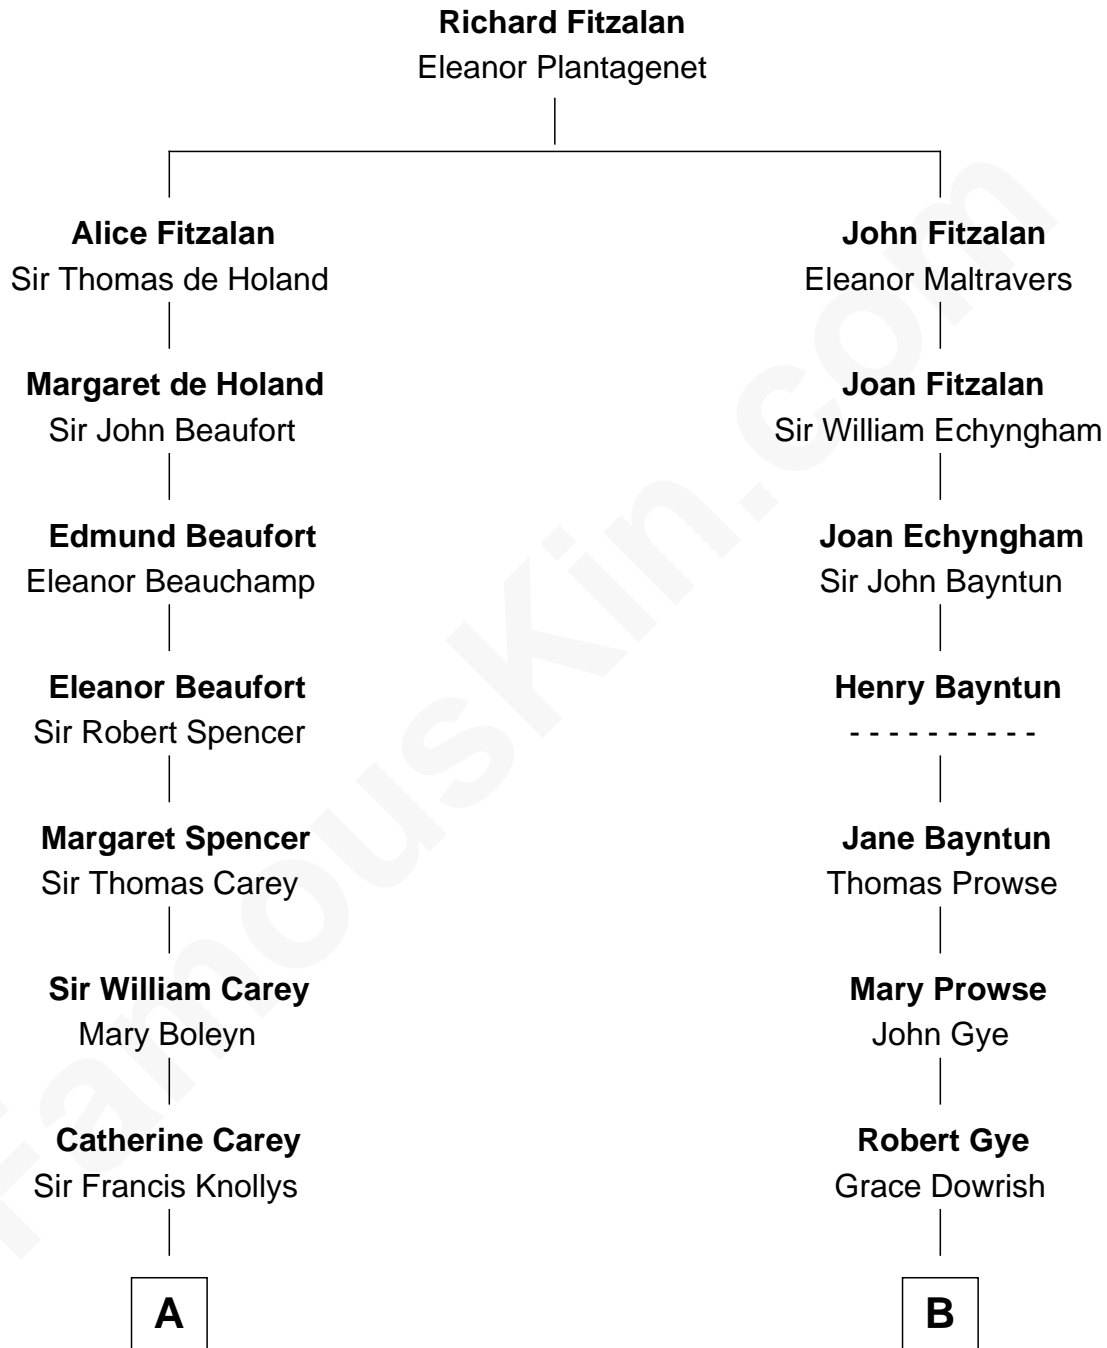 Richard Fitzalan
Eleanor Plantagenet
Alice Fitzalan
Sir Thomas de Holand
John Fitzalan
Eleanor Maltravers
Margaret de Holand
Sir John Beaufort
Joan Fitzalan
Sir William Echyngham
Edmund Beaufort
Eleanor Beauchamp
Joan Echyngham
Sir John Bayntun
Eleanor Beaufort
Sir Robert Spencer
Henry Bayntun
- - - - - - - - - -
Margaret Spencer
Sir Thomas Carey
Jane Bayntun
Thomas Prowse
Sir William Carey
Mary Boleyn
Mary Prowse
John Gye
Catherine Carey
Sir Francis Knollys
Robert Gye
Grace Dowrish
A
B
FamousKin.com